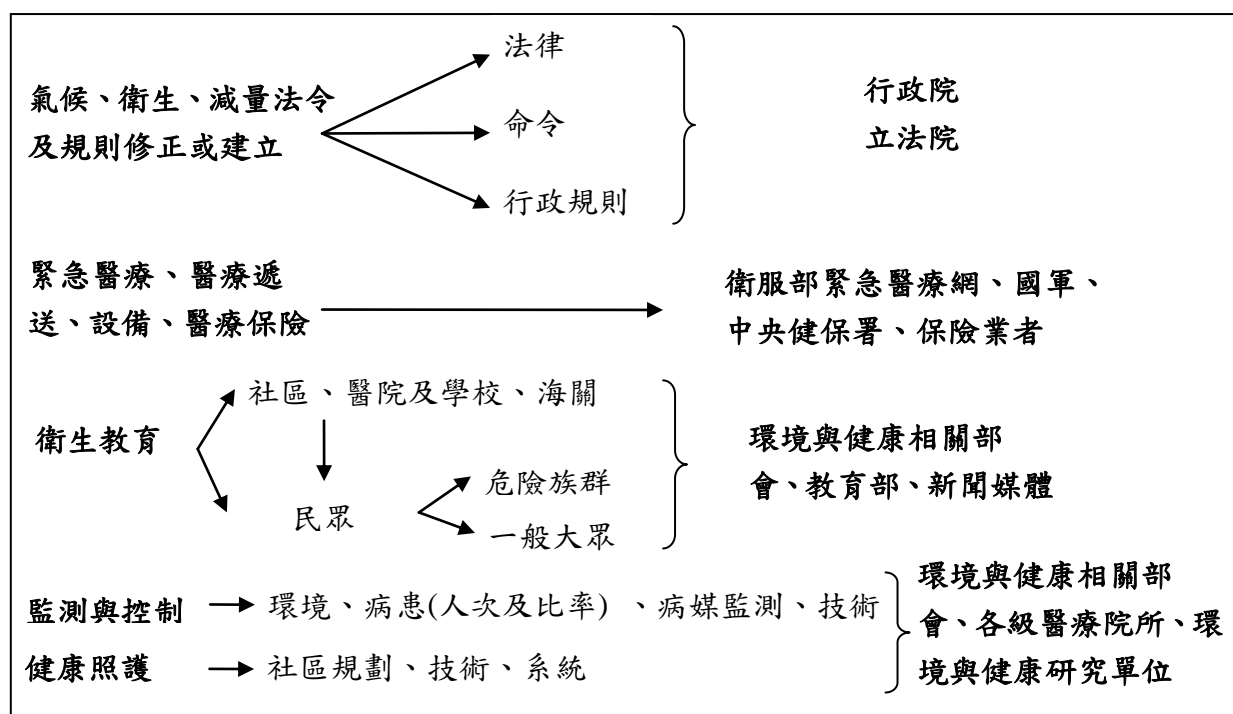 法律
氣候、衛生、減量法令
及規則修正或建立
命令
行政規則
行政院
立法院
緊急醫療、醫療遞
送、設備、醫療保險
衛服部緊急醫療網、國軍、
中央健保署、保險業者
社區、醫院及學校、海關
衛生教育
民眾
危險族群
一般大眾
環境與健康相關部
會、教育部、新聞媒體
監測與控制
環境、病患(人次及比率) 、病媒監測、技術
健康照護
社區規劃、技術、系統
環境與健康相關部
會、各級醫療院所、環
境與健康研究單位